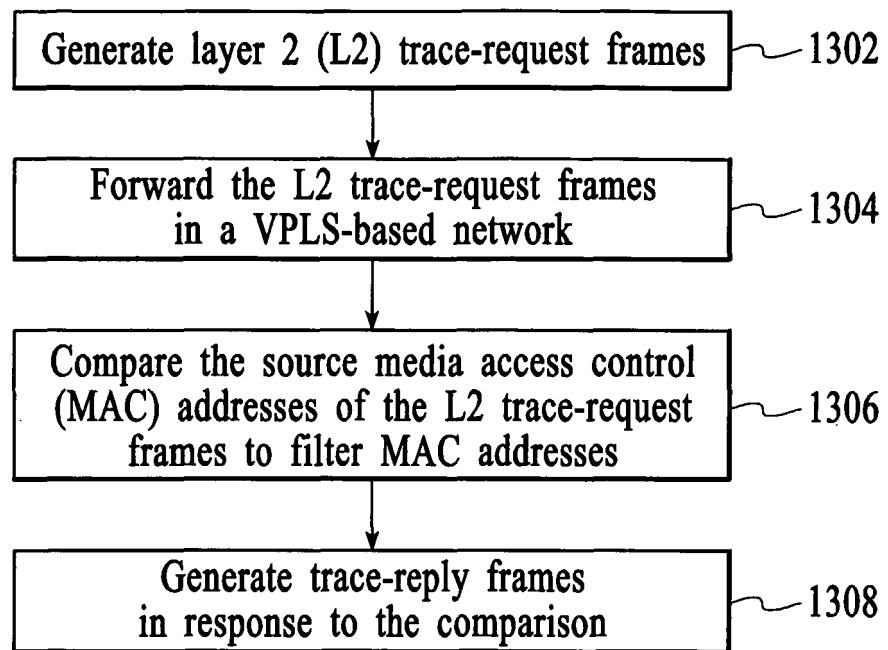 Generate layer 2 (L2) trace-request frames
1302
Forward the L2 trace-request frames
in a VPLS-based network
1304
Compare the source media access control
(MAC) addresses of the L2 trace-request
frames to filter MAC addresses
1306
Generate trace-reply frames
in response to the comparison
1308